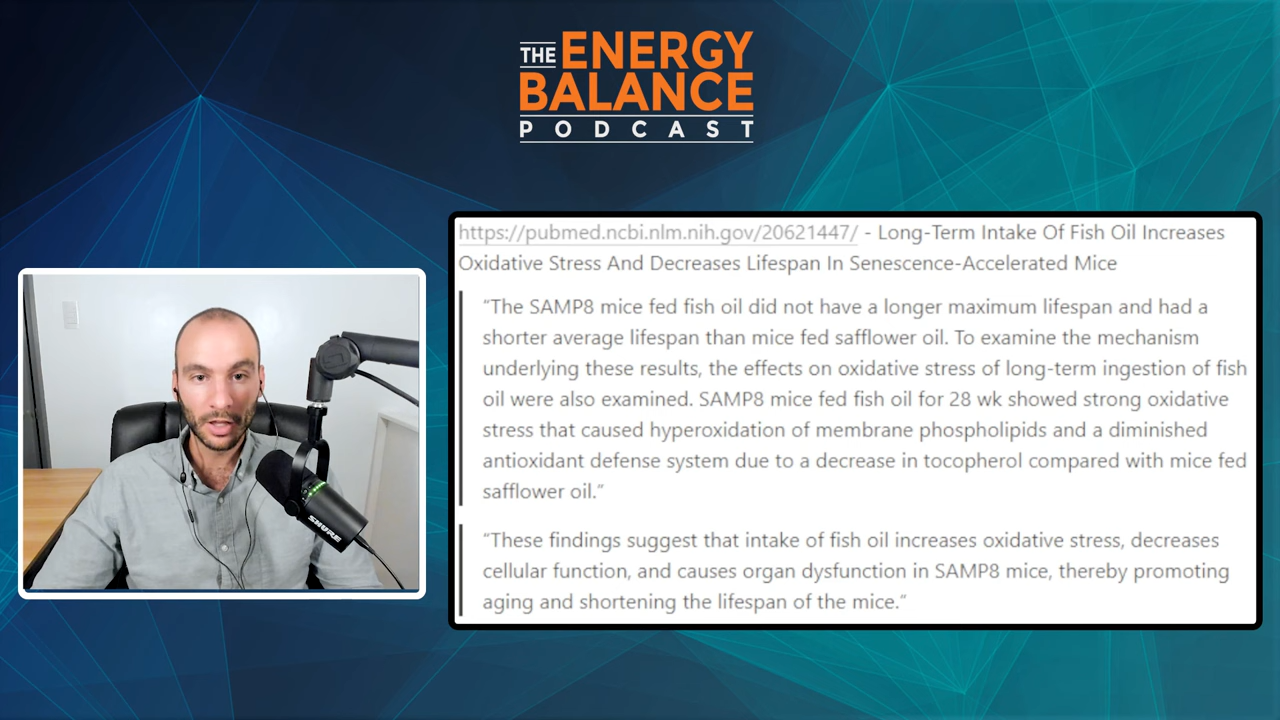 THE ENERGY
BALANCE
PODCAST
https://pubmed.ncbi.nlm.nih.gov/20621447/ - Long-Term Intake Of Fish Oil Increases
Oxidative Stress And Decreases Lifespan In Senescence-Accelerated Mice
“The SAMP8 mice fed fish oil did not have a longer maximum lifespan and had a
shorter average lifespan than mice fed safflower oil. To examine the mechanism
underlying these results, the effects on oxidative stress of long-term ingestion of fish
oil were also examined. SAMP8 mice fed fish oil for 28 wk showed strong oxidative
stress that caused hyperoxidation of membrane phospholipids and a diminished
antioxidant defense system due to a decrease in tocopherol compared with mice fed
safflower oil.”
“These findings suggest that intake of fish oil increases oxidative stress, decreases
cellular function, and causes organ dysfunction in SAMP8 mice, thereby promoting
aging and shortening the lifespan of the mice.”
SHURE